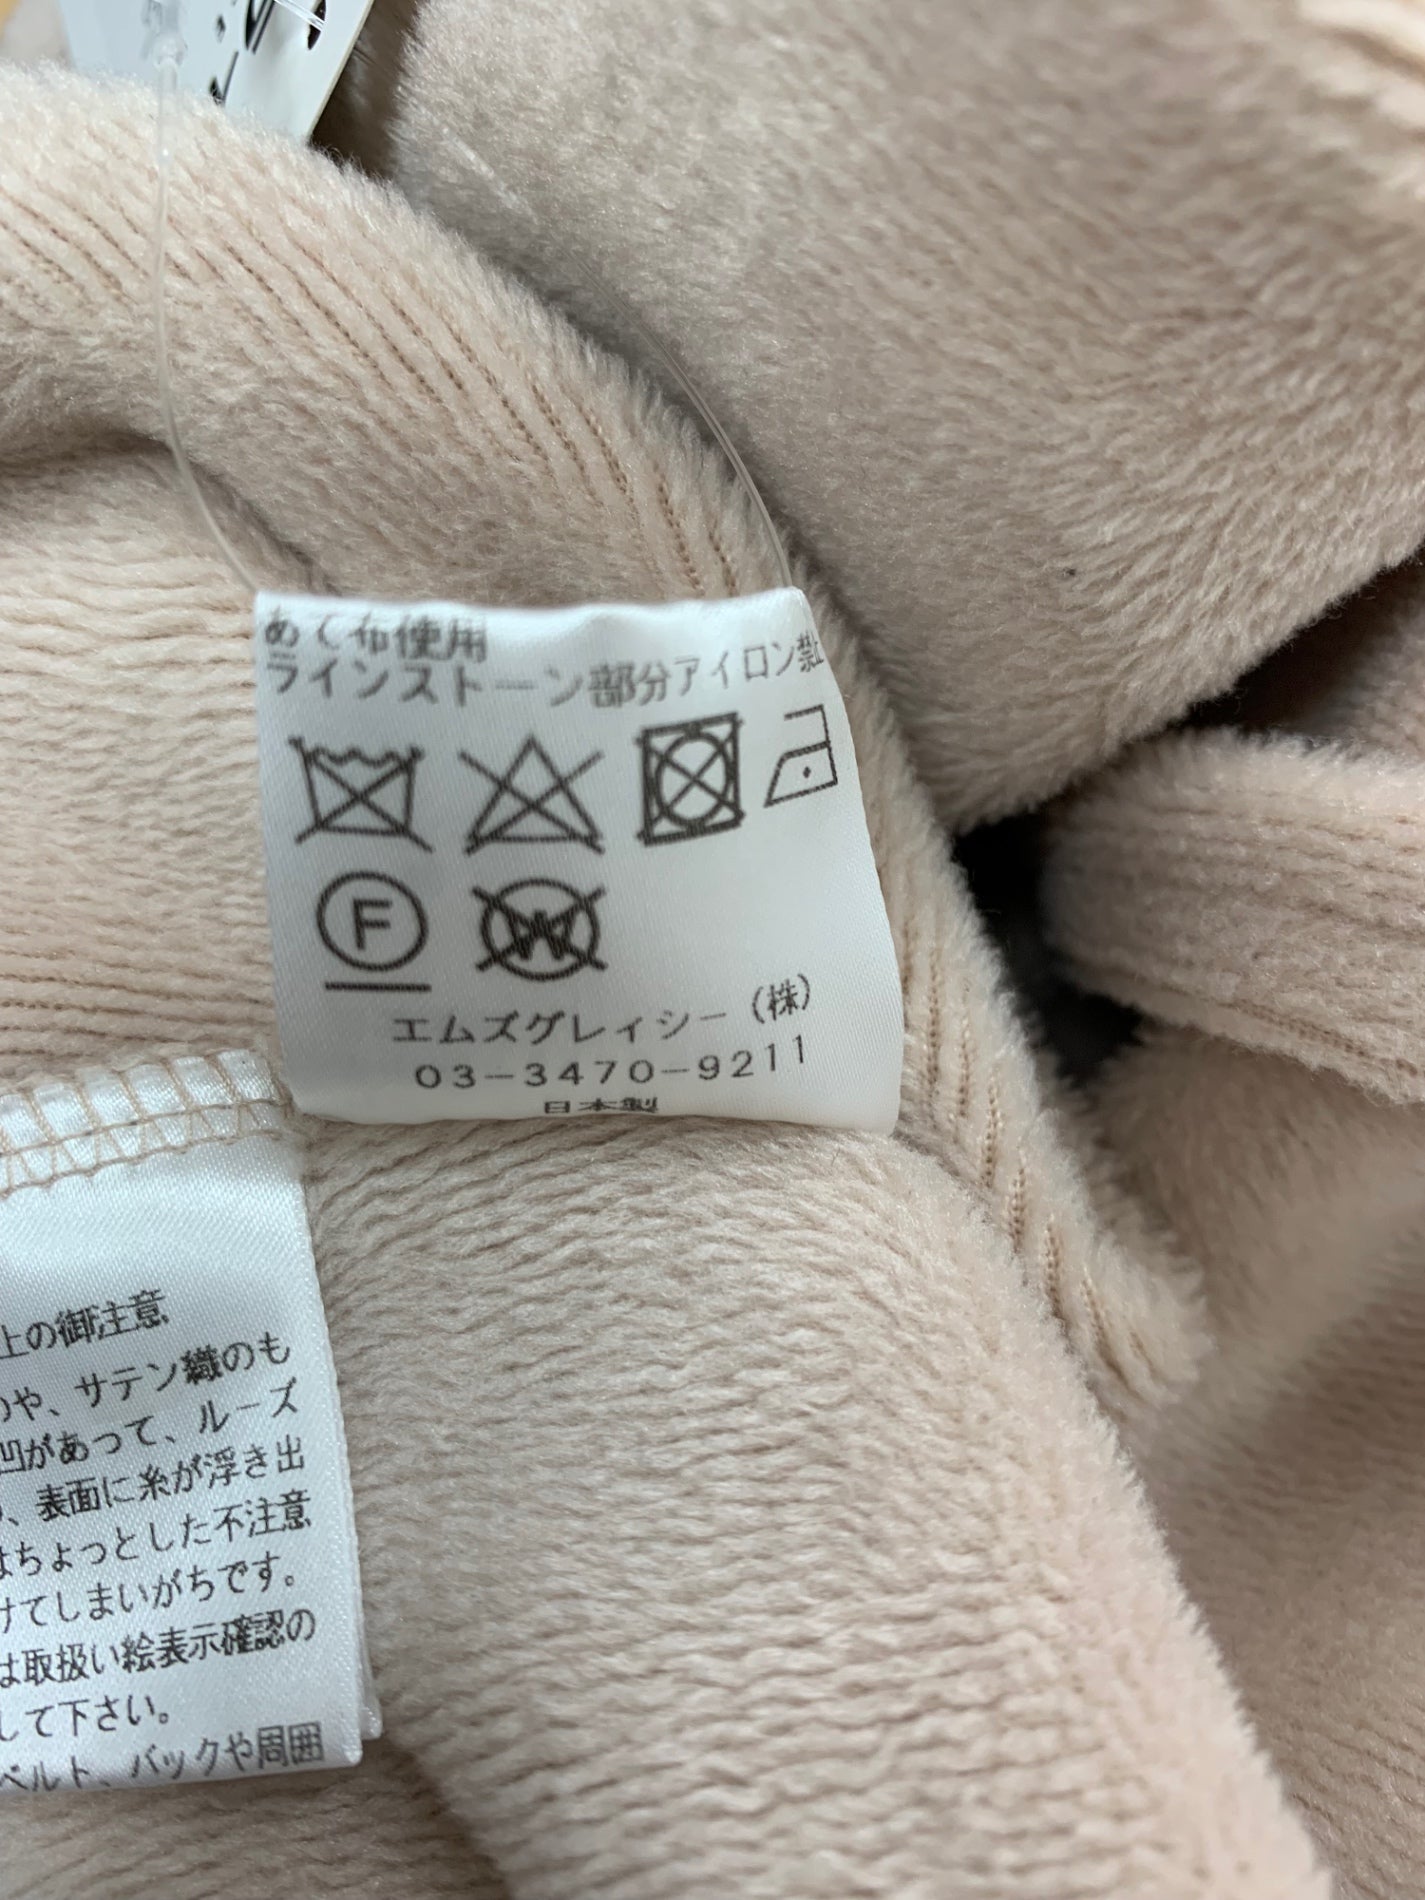 あて布使用
ラインストーン部分アイロン禁止
F
W
エムズグレイシー(株)
03-3470-9211
日本製
上の御注意
のや、サテン織のも
凹があって、ルーズ
、表面に糸が浮き出
はちょっとした不注意
けてしまいがちです。
は取扱い絵表示確認の
して下さい。
ベルト、バックや周囲